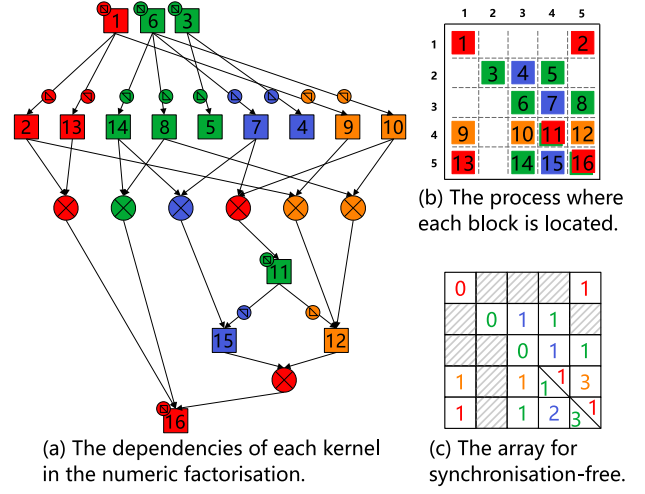 1 6 3
2 13 14 8 5 7 4 9 10
11
15 12
16
(a) The dependencies of each kernel
in the numeric factorisation.
1 2 3 4 5
1 1 2
2 3 4 5
3 6 7 8
4 9 10 11 12
5 13 14 15 16
(b) The process where
each block is located.
0 1
0 1 1
0 1 1
1 1 1 1 3
1 1 2 3 1
(c) The array for
synchronisation-free.